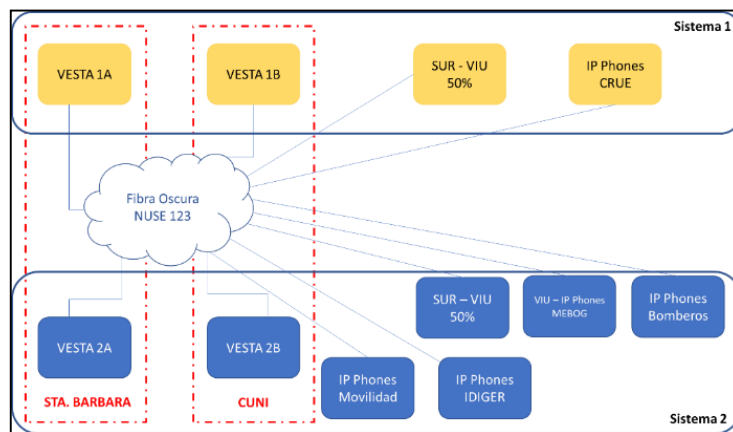 Sistema 1
VESTA 1A
VESTA 1B
SUR - VIU
50%
IP Phones
CRUE
Fibra Oscura
NUSE 123
SUR – VIU
50%
VIU – IP Phones
MEBOG
IP Phones
Bomberos
VESTA 2A
VESTA 2B
IP Phones
Movilidad
IP Phones
IDIGER
STA. BARBARA
CUNI
Sistema 2